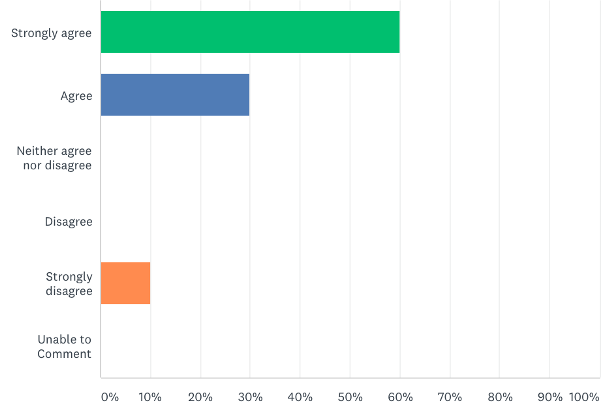 Strongly agree
Agree
Neither agree
nor disagree
Disagree
Strongly
disagree
Unable to
Comment
0% 10% 20% 30% 40% 50% 60% 70% 80% 90% 100%